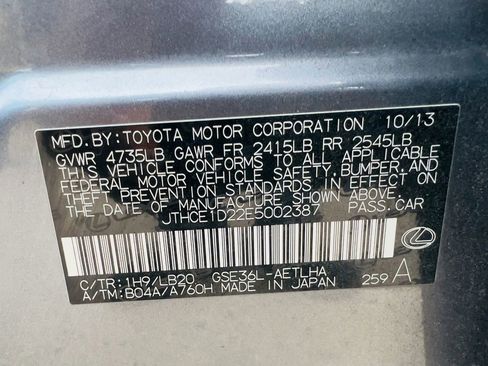 MFD.BY:TOYOTA MOTOR CORPORATION 10/13
GVWR 4735LB GAWR FR 2415LB RR 2545LB
THIS VEHICLE CONFORMS TO ALL APPLICABLE
FEDERAL MOTOR VEHICLE SAFETY,BUMPER,AND
THEFT PREVENTION STANDARDS IN EFFECT ON
THE DATE OF MANUFACTURE SHOWN ABOVE.
JTHCE1D22E5002387 PASS.CAR
C/TR:1H9/LB20 GSE36L-AETLHA
A/TM:B04A/A760H MADE IN JAPAN 259 A